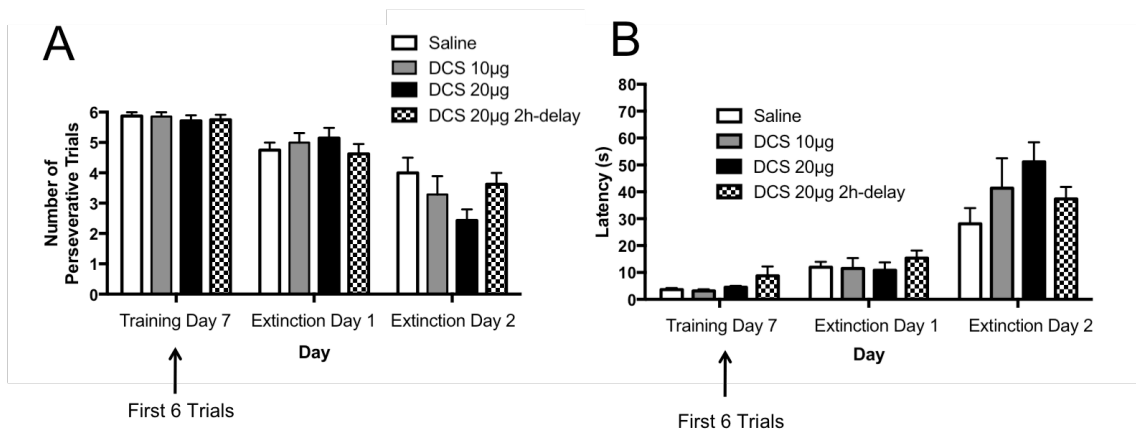 A
Saline
DCS 10µg
DCS 20µg
DCS 20µg 2h-delay
Number of
Perseverative Trials
6
5
4
3
2
1
0
Training Day 7
Extinction Day 1
Extinction Day 2
Day
First 6 Trials
B
Saline
DCS 10µg
DCS 20µg
DCS 20µg 2h-delay
Latency (s)
80
70
60
50
40
30
20
10
0
Training Day 7
Extinction Day 1
Extinction Day 2
Day
First 6 Trials